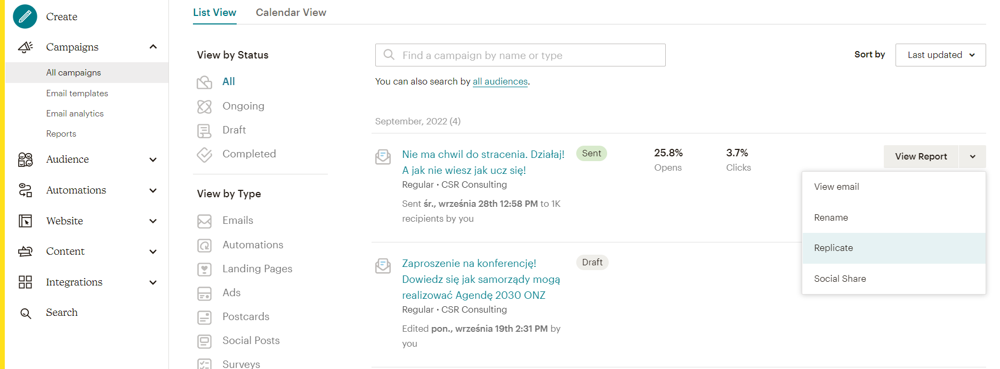 Create
Campaigns
All campaigns
Email templates
Email analytics
Reports
Audience
Automations
Website
Content
Integrations
Search
List View
Calendar View
View by Status
All
Ongoing
Draft
Completed
View by Type
Emails
Automations
Landing Pages
Ads
Postcards
Social Posts
Surveys
Find a campaign by name or type
Sort by
Last updated
You can also search by all audiences.
September, 2022 (4)
Nie ma chwil do stracenia. Działaj!
A jak nie wiesz jak ucz się!
Regular • CSR Consulting
Sent śr., września 28th 12:58 PM to 1K
recipients by you
Sent
25.8%
Opens
3.7%
Clicks
View Report
View email
Rename
Replicate
Social Share
Zaproszenie na konferencję!
Dowiedz się jak samorządy mogą
realizować Agendę 2030 ONZ
Regular • CSR Consulting
Edited pon., września 19th 2:31 PM by
you
Draft